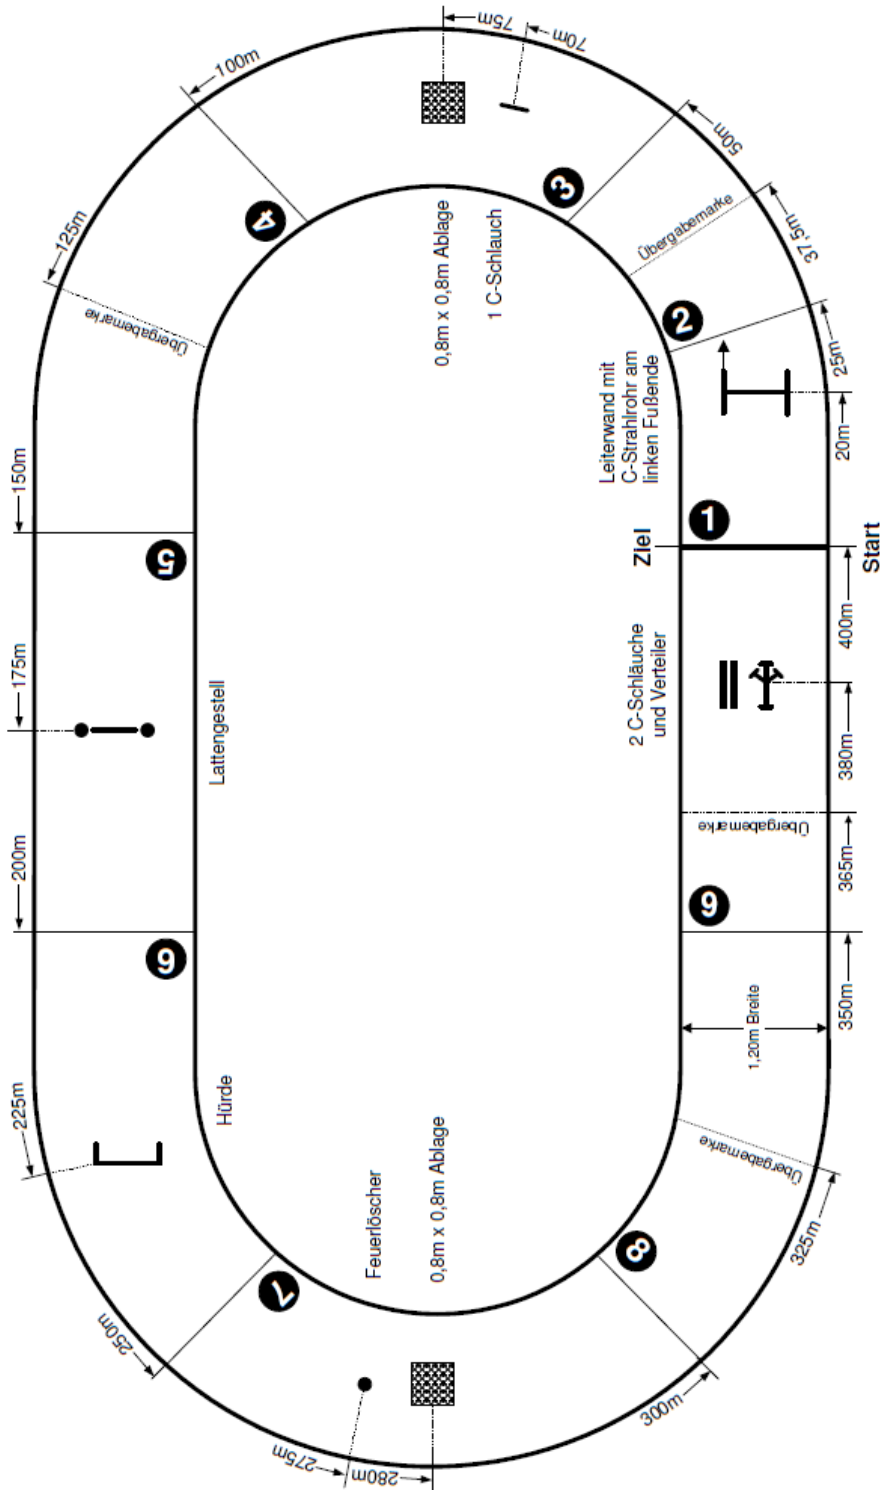 Start
Ziel
1
20m
Leiterwand mit
C-Strahlrohr am
linken Fußende
25m
2
37,5m
Übergabemarke
50m
3
70m
1 C-Schlauch
75m
0,8m x 0,8m Ablage
100m
4
125m
Übergabemarke
150m
5
175m
Lattengestell
200m
6
225m
Hürde
250m
7
275m
Feuerlöscher
280m
0,8m x 0,8m Ablage
300m
8
325m
Übergabemarke
1,20m Breite
350m
9
365m
Übergabemarke
380m
2 C-Schläuche
und Verteiler
400m